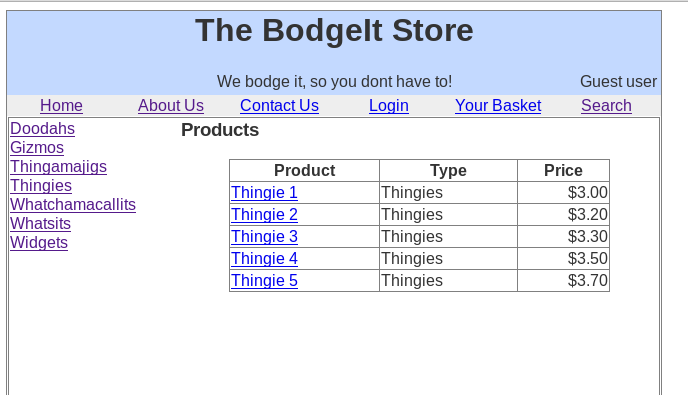 The BodgeIt Store
We bodge it, so you dont have to! Guest user
Home About Us Contact Us Login Your Basket Search
Doodahs
Gizmos
Thingamajigs
Thingies
Whatchamacallits
Whatsits
Widgets
Products
Product Type Price
Thingie 1 Thingies $3.00
Thingie 2 Thingies $3.20
Thingie 3 Thingies $3.30
Thingie 4 Thingies $3.50
Thingie 5 Thingies $3.70